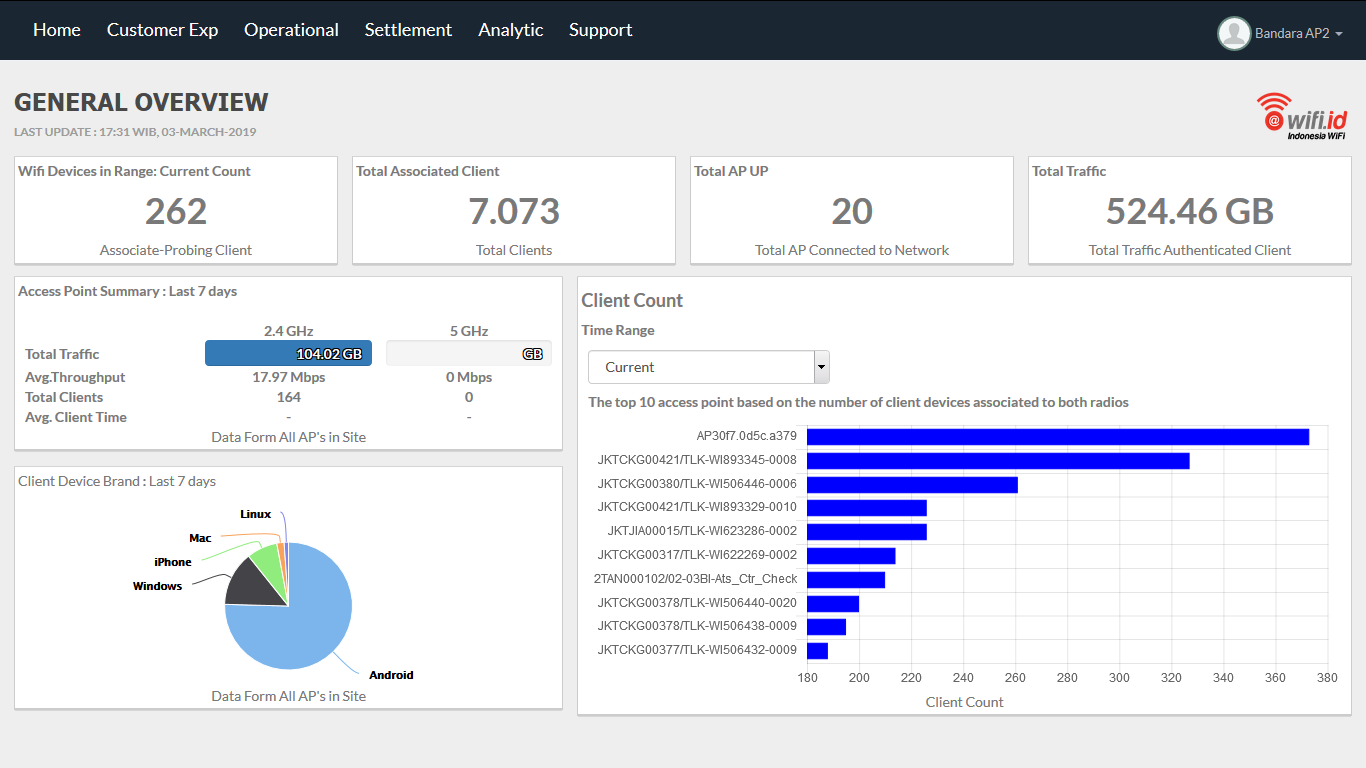 Home Customer Exp Operational Settlement Analytic Support Bandara AP2
GENERAL OVERVIEW
LAST UPDATE : 17:31 WIB, 03-MARCH-2019
@wifi.id
Indonesia WiFi
Wifi Devices in Range: Current Count
262
Associate-Probing Client
Total Associated Client
7.073
Total Clients
Total AP UP
20
Total AP Connected to Network
Total Traffic
524.46 GB
Total Traffic Authenticated Client
Access Point Summary : Last 7 days
2.4 GHz 5 GHz
Total Traffic 104.02 GB GB
Avg.Throughput 17.97 Mbps 0 Mbps
Total Clients 164 0
Avg. Client Time - -
Data Form All AP's in Site
Client Device Brand : Last 7 days
Linux
Mac
iPhone
Windows
Android
Data Form All AP's in Site
Client Count
Time Range
Current
The top 10 access point based on the number of client devices associated to both radios
AP30f7.0d5c.a379
JKTCKG00421/TLK-WI893345-0008
JKTCKG00380/TLK-WI506446-0006
JKTCKG00421/TLK-WI893329-0010
JKTJIA00015/TLK-WI623286-0002
JKTCKG00317/TLK-WI622269-0002
2TAN000102/02-03BI-Ats_Ctr_Check
JKTCKG00378/TLK-WI506440-0020
JKTCKG00378/TLK-WI506438-0009
JKTCKG00377/TLK-WI506432-0009
180 200 220 240 260 280 300 320 340 360 380
Client Count